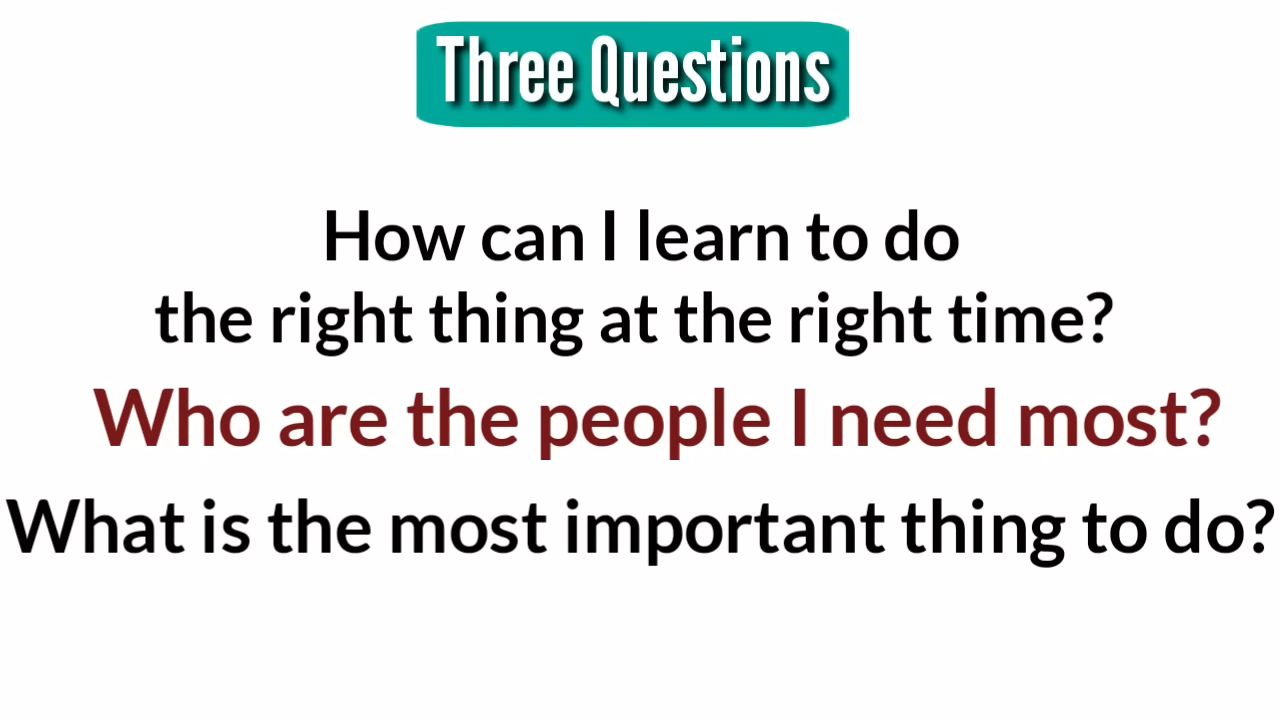 Three Questions
How can I learn to do
the right thing at the right time?
Who are the people I need most?
What is the most important thing to do?